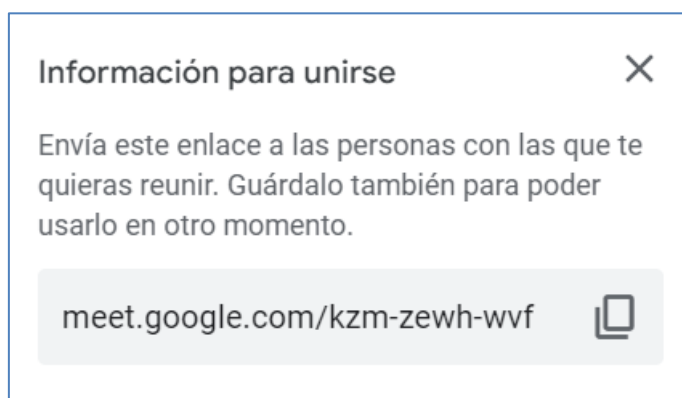 Información para unirse
Envía este enlace a las personas con las que te
quieras reunir. Guárdalo también para poder
usarlo en otro momento.
meet.google.com/kzm-zewh-wvf